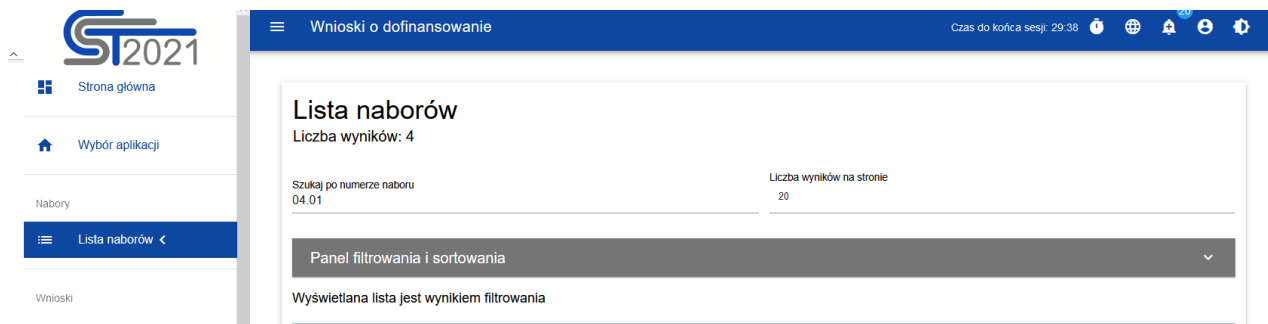 ST2021
Strona główna
Wybór aplikacji
Nabory
Lista naborów <
Wnioski
Wnioski o dofinansowanie
Czas do końca sesji: 29:38
20
Lista naborów
Liczba wyników: 4
Szukaj po numerze naboru
04.01
Liczba wyników na stronie
20
Panel filtrowania i sortowania
Wyświetlana lista jest wynikiem filtrowania